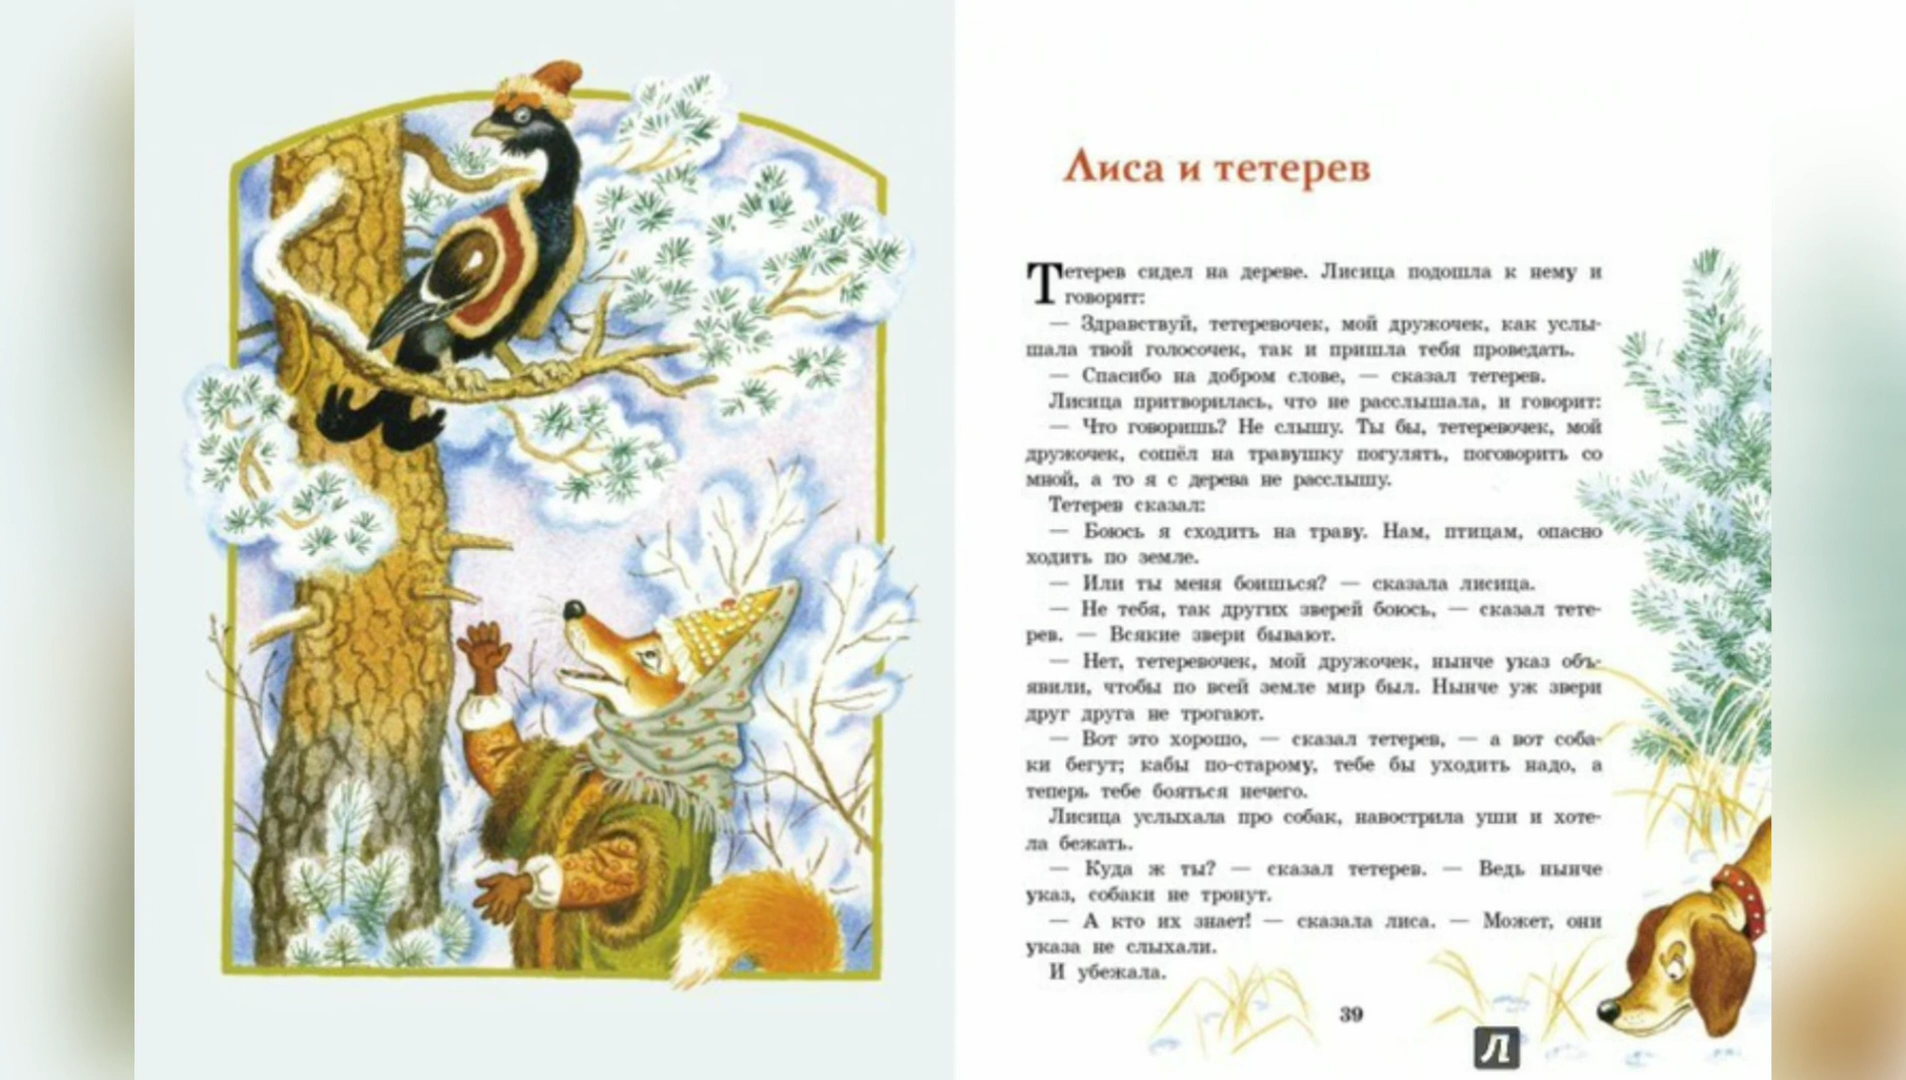 Лиса и тетерев
Тетерев сидел на дереве. Лисица подошла к нему и
говорит:
— Здравствуй, тетеревочек, мой дружочек, как услы-
шала твой голосочек, так и пришла тебя проведать.
— Спасибо на добром слове, — сказал тетерев.
Лисица притворилась, что не расслышала, и говорит:
— Что говоришь? Не слышу. Ты бы, тетеревочек, мой
дружочек, сошёл на травушку погулять, поговорить со
мной, а то я с дерева не расслышу.
Тетерев сказал:
— Боюсь я сходить на траву. Нам, птицам, опасно
ходить по земле.
— Или ты меня боишься? — сказала лисица.
— Не тебя, так других зверей боюсь, — сказал тете-
рев. — Всякие звери бывают.
— Нет, тетеревочек, мой дружочек, нынче указ объ-
явили, чтобы по всей земле мир был. Нынче уж звери
друг друга не трогают.
— Вот это хорошо, — сказал тетерев, — а вот соба-
ки бегут; кабы по-старому, тебе бы уходить надо, а
теперь тебе бояться нечего.
Лисица услыхала про собак, навострила уши и хоте-
ла бежать.
— Куда ж ты? — сказал тетерев. — Ведь нынче
указ, собаки не тронут.
— А кто их знает! — сказала лиса. — Может, они
указа не слыхали.
И убежала.
39
Л